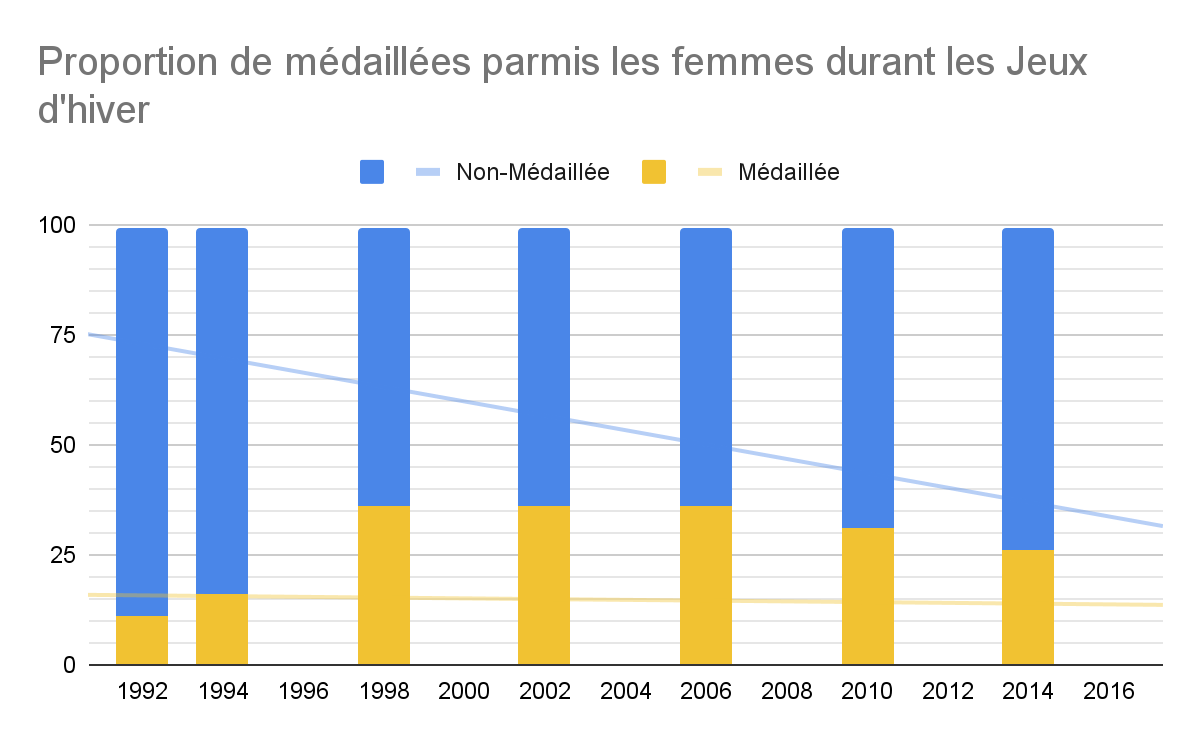 Proportion de médaillées parmis les femmes durant les Jeux
d'hiver
Non-Médaillée Médaillée
100
75
50
25
0
1992 1994 1996 1998 2000 2002 2004 2006 2008 2010 2012 2014 2016